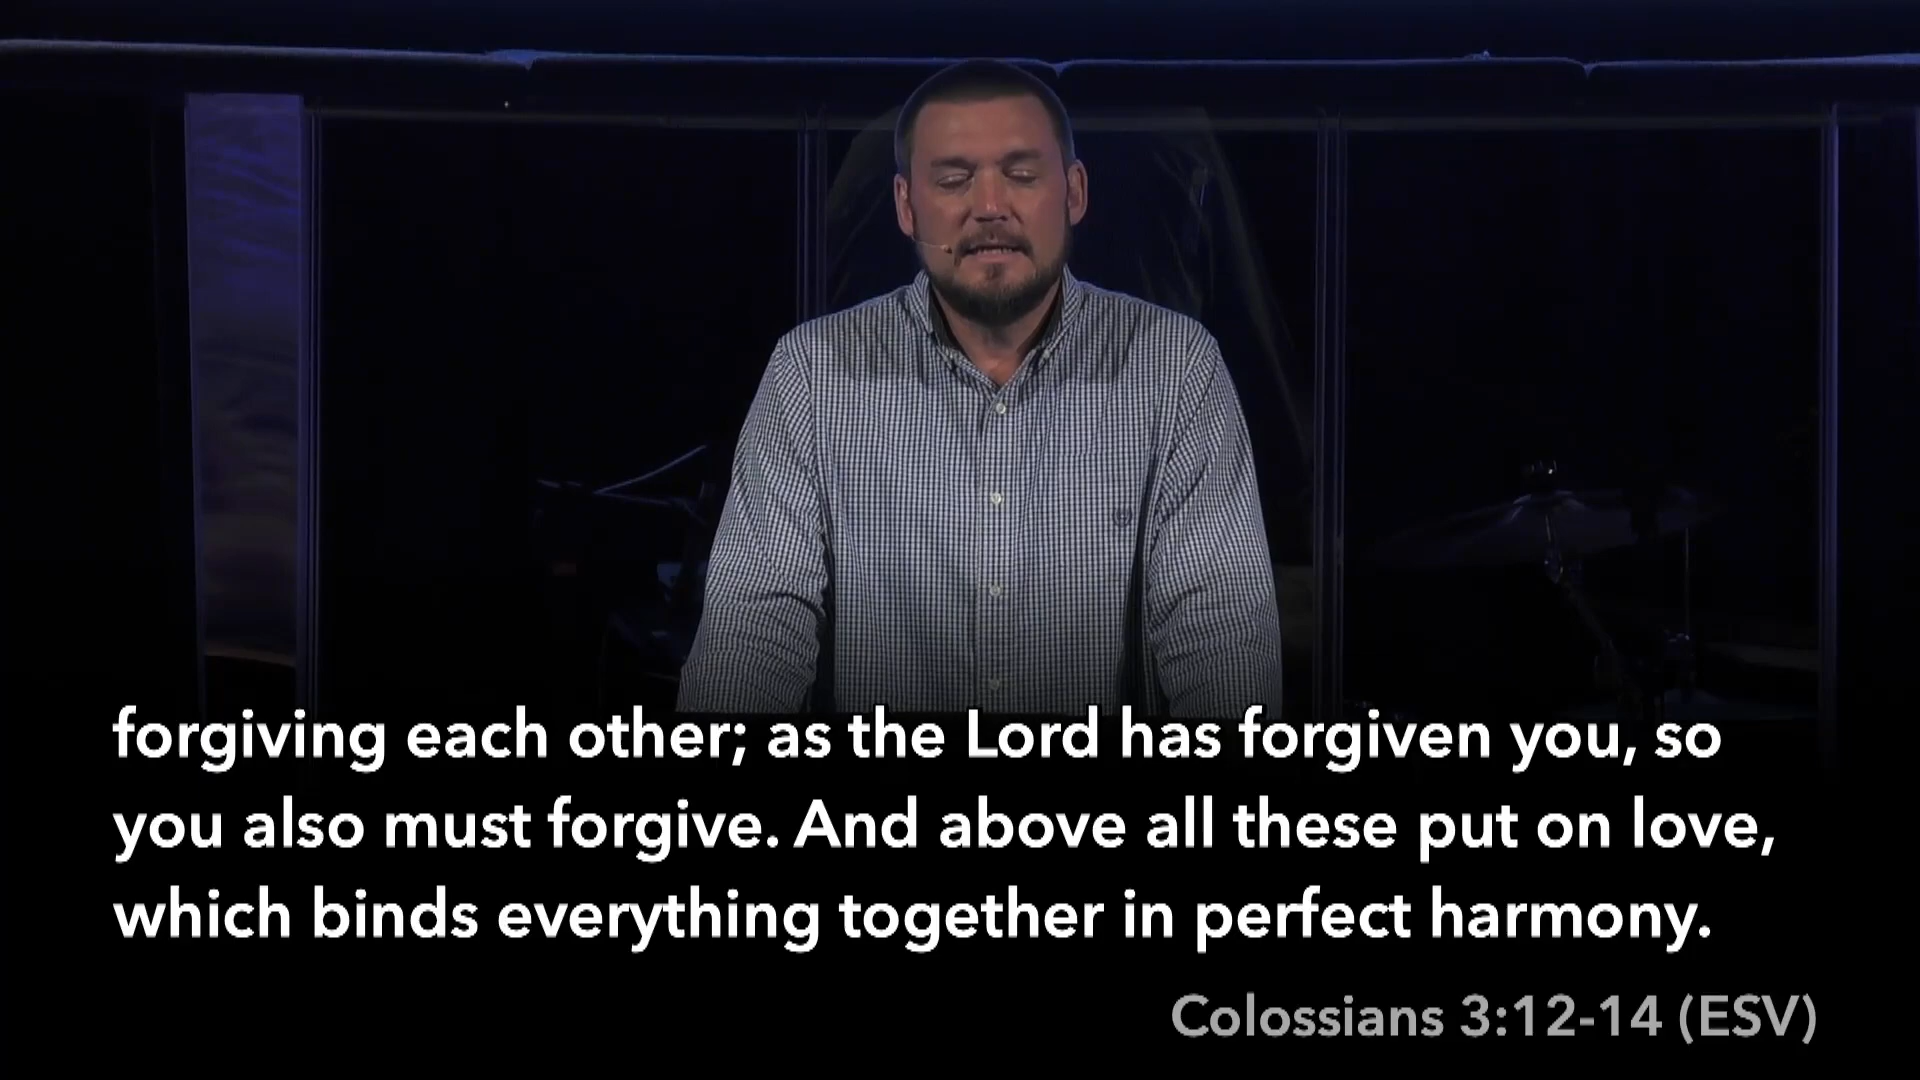 forgiving each other; as the Lord has forgiven you, so
you also must forgive. And above all these put on love,
which binds everything together in perfect harmony.
Colossians 3:12-14 (ESV)